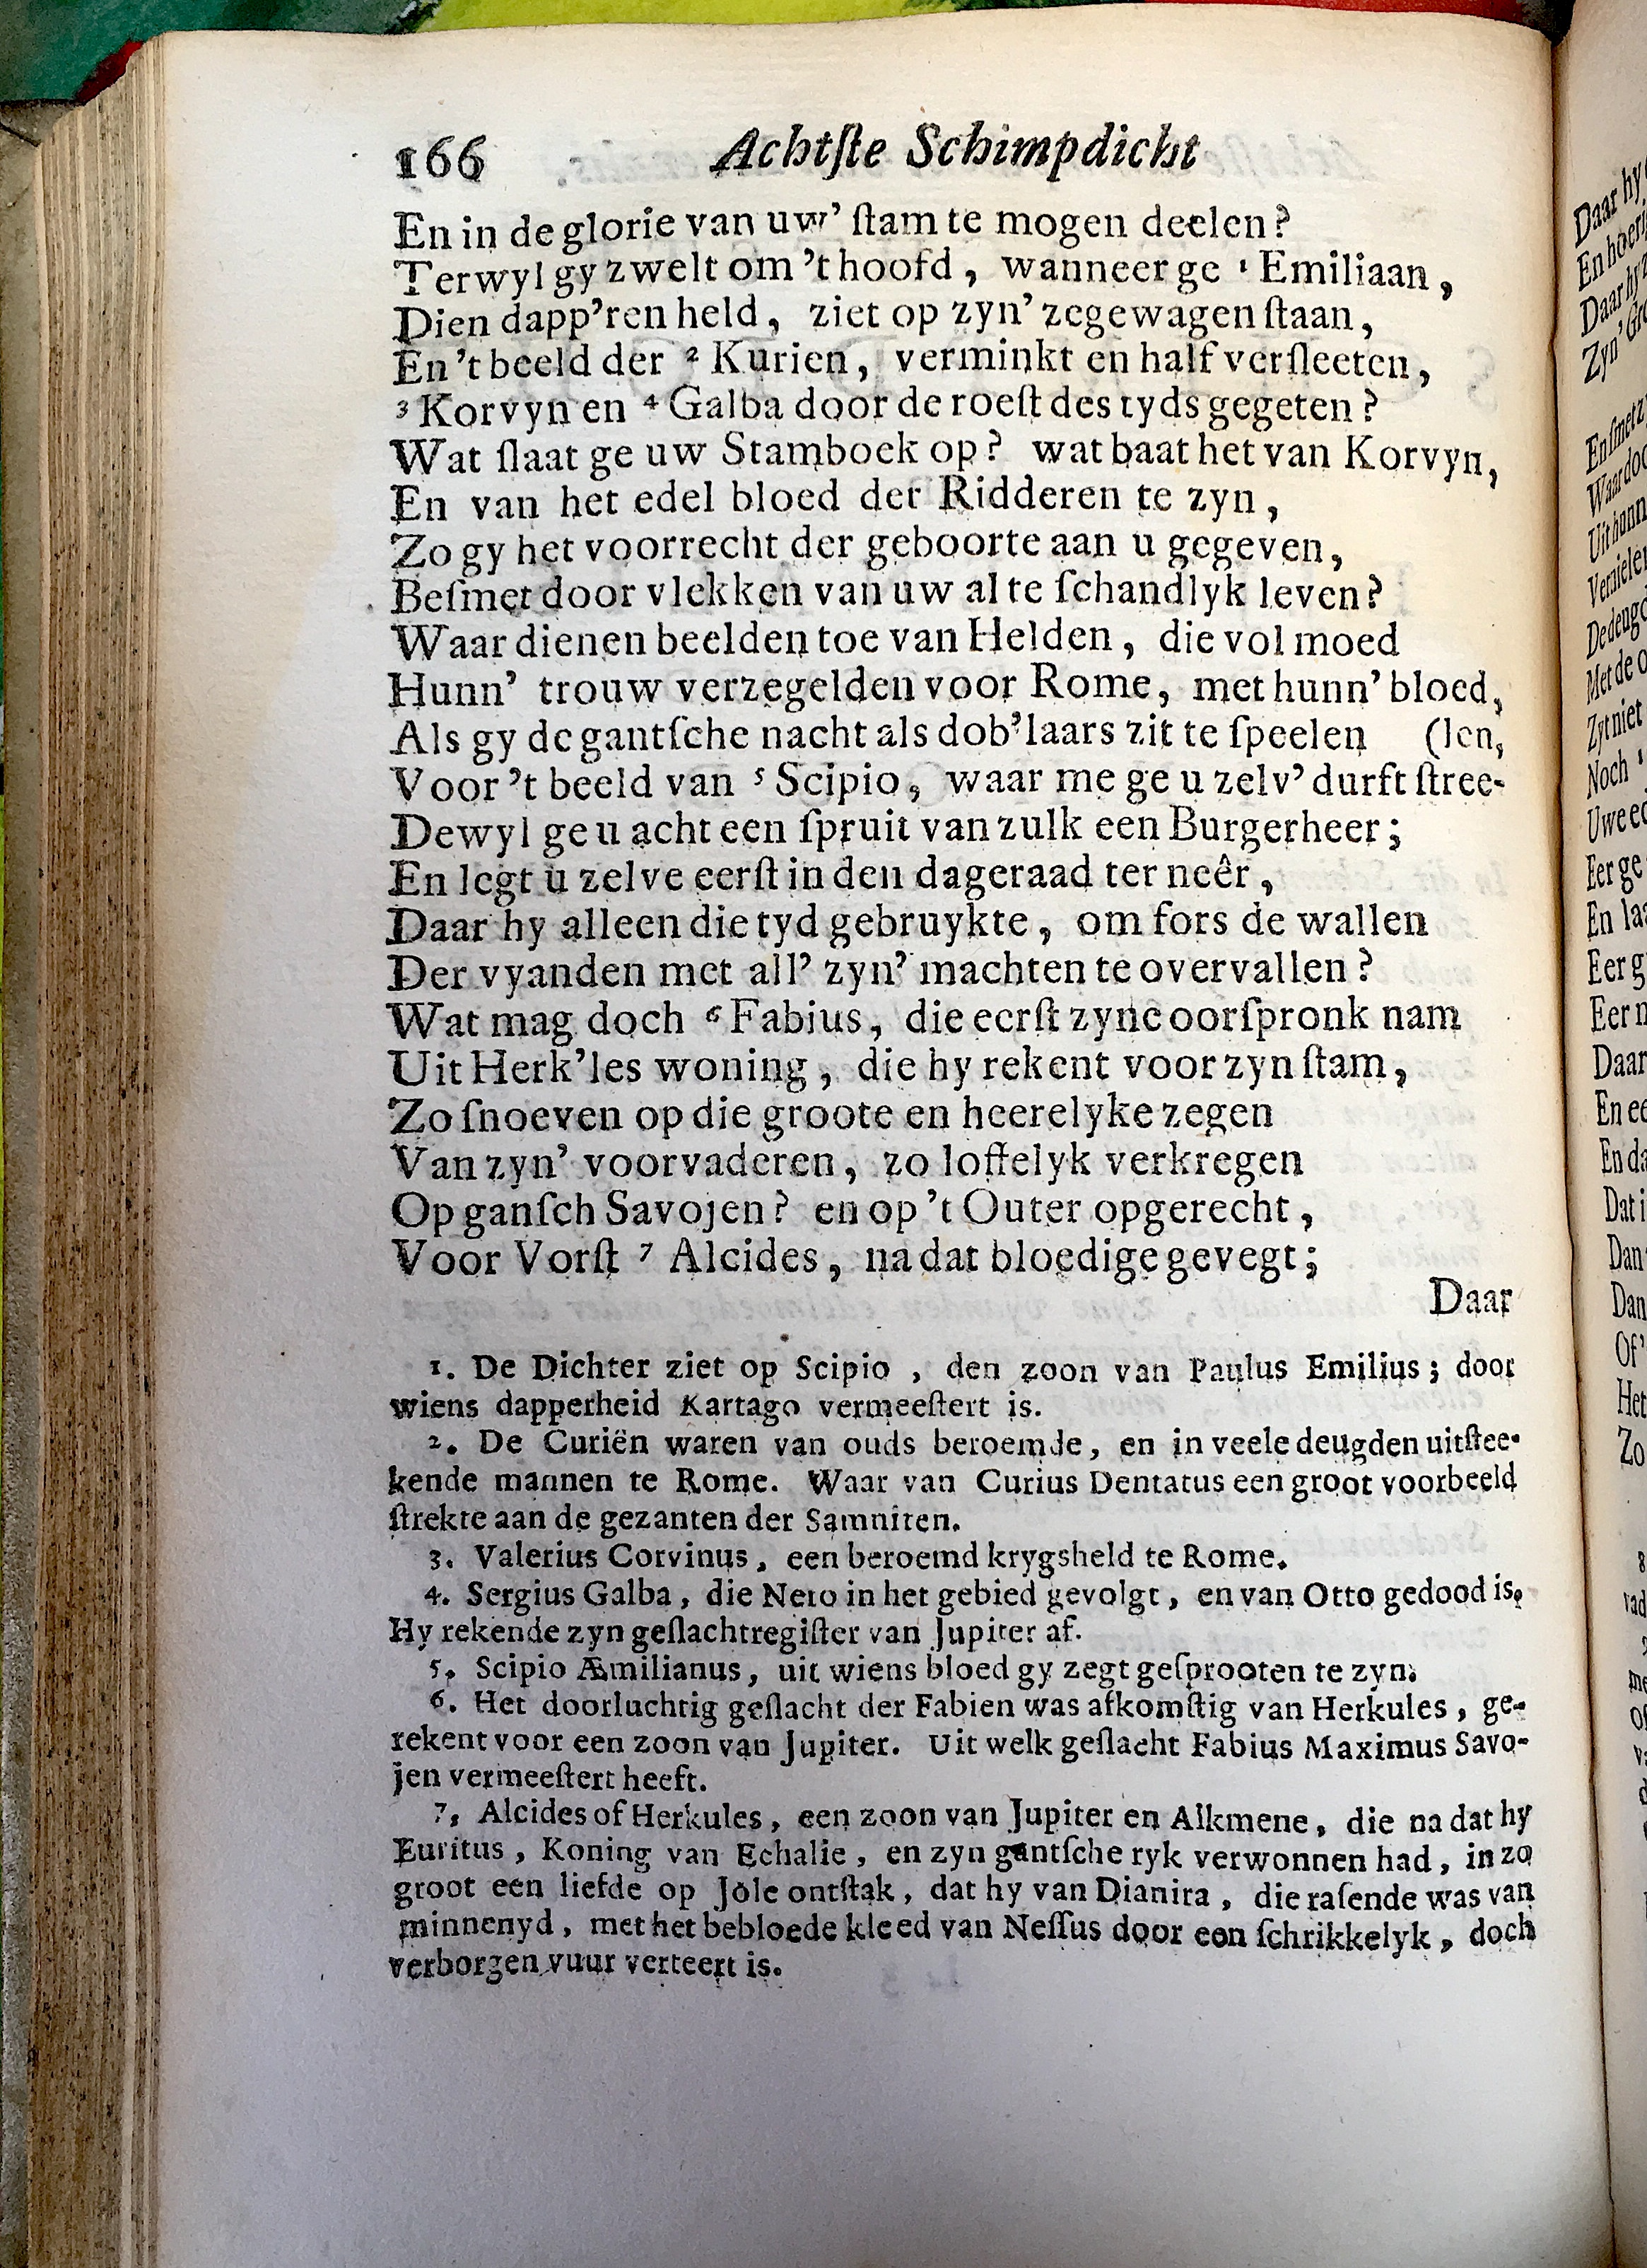 166 Achtſte Schimpdicht
En in de glorie van uw’ ſtam te mogen deelen?
Terwyl gy zwelt om ’t hoofd, wanneer ge ¹ Emiliaan,
Dien dapp’ren held, ziet op zyn’ zegewagen ſtaan,
En ’t beeld der ² Kurien, verminkt en half verſleeten,
³ Korvyn en ⁴ Galba door de roeſt des tyds gegeten?
Wat ſlaat ge uw Stamboek op? wat baat het van Korvyn,
En van het edel bloed der Ridderen te zyn,
Zo gy het voorrecht der geboorte aan u gegeven,
Beſmet door vlekken van uw al te ſchandlyk leven?
Waar dienen beelden toe van Helden, die vol moed
Hunn’ trouw verzegelden voor Rome, met hunn’ bloed,
Als gy de gantſche nacht als dob’laars zit te ſpeelen (len,
Voor ’t beeld van ⁵ Scipio, waar me ge u zelv’ durft ſtree-
Dewyl ge u acht een ſpruit van zulk een Burgerheer;
En legt u zelve eerſt in den dageraad ter neêr,
Daar hy alleen die tyd gebruykte, om fors de wallen
Der vyanden met all’ zyn’ machten te overvallen?
Wat mag doch ⁶ Fabius, die eerſt zyne oorſpronk nam
Uit Herk’les woning, die hy rekent voor zyn ſtam,
Zo ſnoeven op die groote en heerelyke zegen
Van zyn’ voorvaderen, zo loffelyk verkregen
Op ganſch Savojen? en op ’t Outer opgerecht,
Voor Vorſt ⁷ Alcides, na dat bloedige gevegt;
Daar
1. De Dichter ziet op Scipio, den zoon van Paulus Emilius; door
wiens dapperheid Kartago vermeeſtert is.
2. De Curiën waren van ouds beroemde, en in veele deugden uitſtee-
kende mannen te Rome. Waar van Curius Dentatus een groot voorbeeld
ſtrekte aan de gezanten der Samniten.
3. Valerius Corvinus, een beroemd krygsheld te Rome.
4. Sergius Galba, die Nero in het gebied gevolgt, en van Otto gedood is.
Hy rekende zyn geſlachtregiſter van Jupiter af.
5. Scipio Æmilianus, uit wiens bloed gy zegt geſprooten te zyn.
6. Het doorluchtig geſlacht der Fabien was afkomſtig van Herkules, ge-
rekent voor een zoon van Jupiter. Uit welk geſlacht Fabius Maximus Savo-
jen vermeeſtert heeft.
7, Alcides of Herkules, een zoon van Jupiter en Alkmene, die na dat hy
Euritus, Koning van Echalie, en zyn gantſche ryk verwonnen had, in zo
groot een liefde op Jole ontſtak, dat hy van Dianira, die raſende was van
minnenyd, met het bebloede kleed van Neſſus door een ſchrikkelyk, doch
verborgen vuur verteert is.